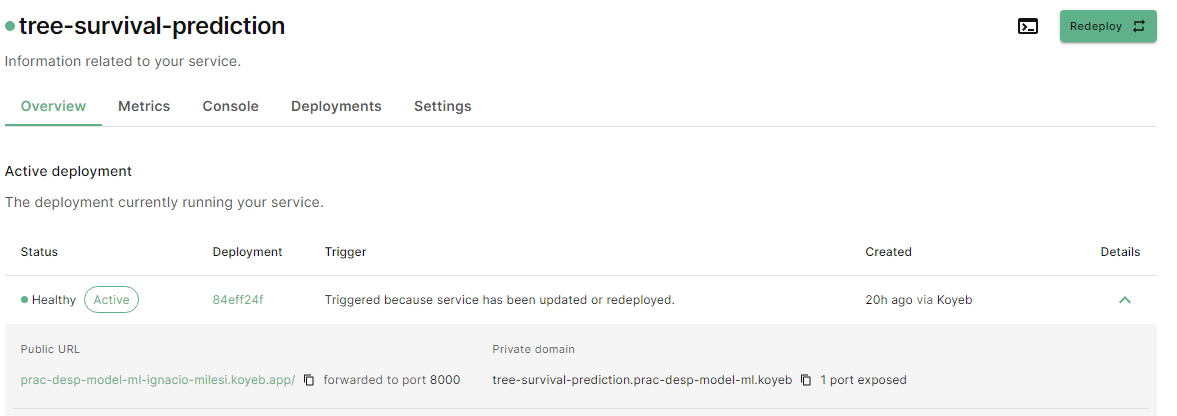 tree-survival-prediction
Redeploy
Information related to your service.
Overview Metrics Console Deployments Settings
Active deployment
The deployment currently running your service.
Status Deployment Trigger Created Details
Healthy Active 84eff24f Triggered because service has been updated or redeployed. 20h ago via Koyeb
Public URL Private domain
prac-desp-model-ml-ignacio-milesi.koyeb.app/ forwarded to port 8000 tree-survival-prediction.prac-desp-model-ml.koyeb 1 port exposed